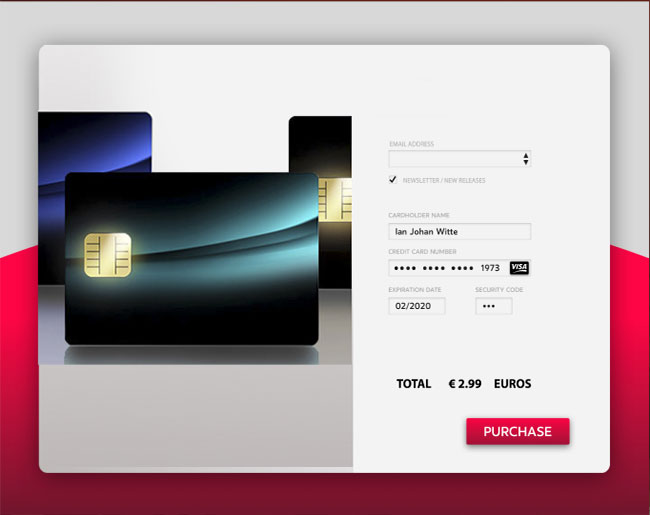 EMAIL ADDRESS
NEWSLETTER / NEW RELEASES
CARDHOLDER NAME
Ian Johan Witte
CREDIT CARD NUMBER
•••• •••• •••• 1973 VISA
EXPIRATION DATE SECURITY CODE
02/2020 •••
TOTAL € 2.99 EUROS
PURCHASE